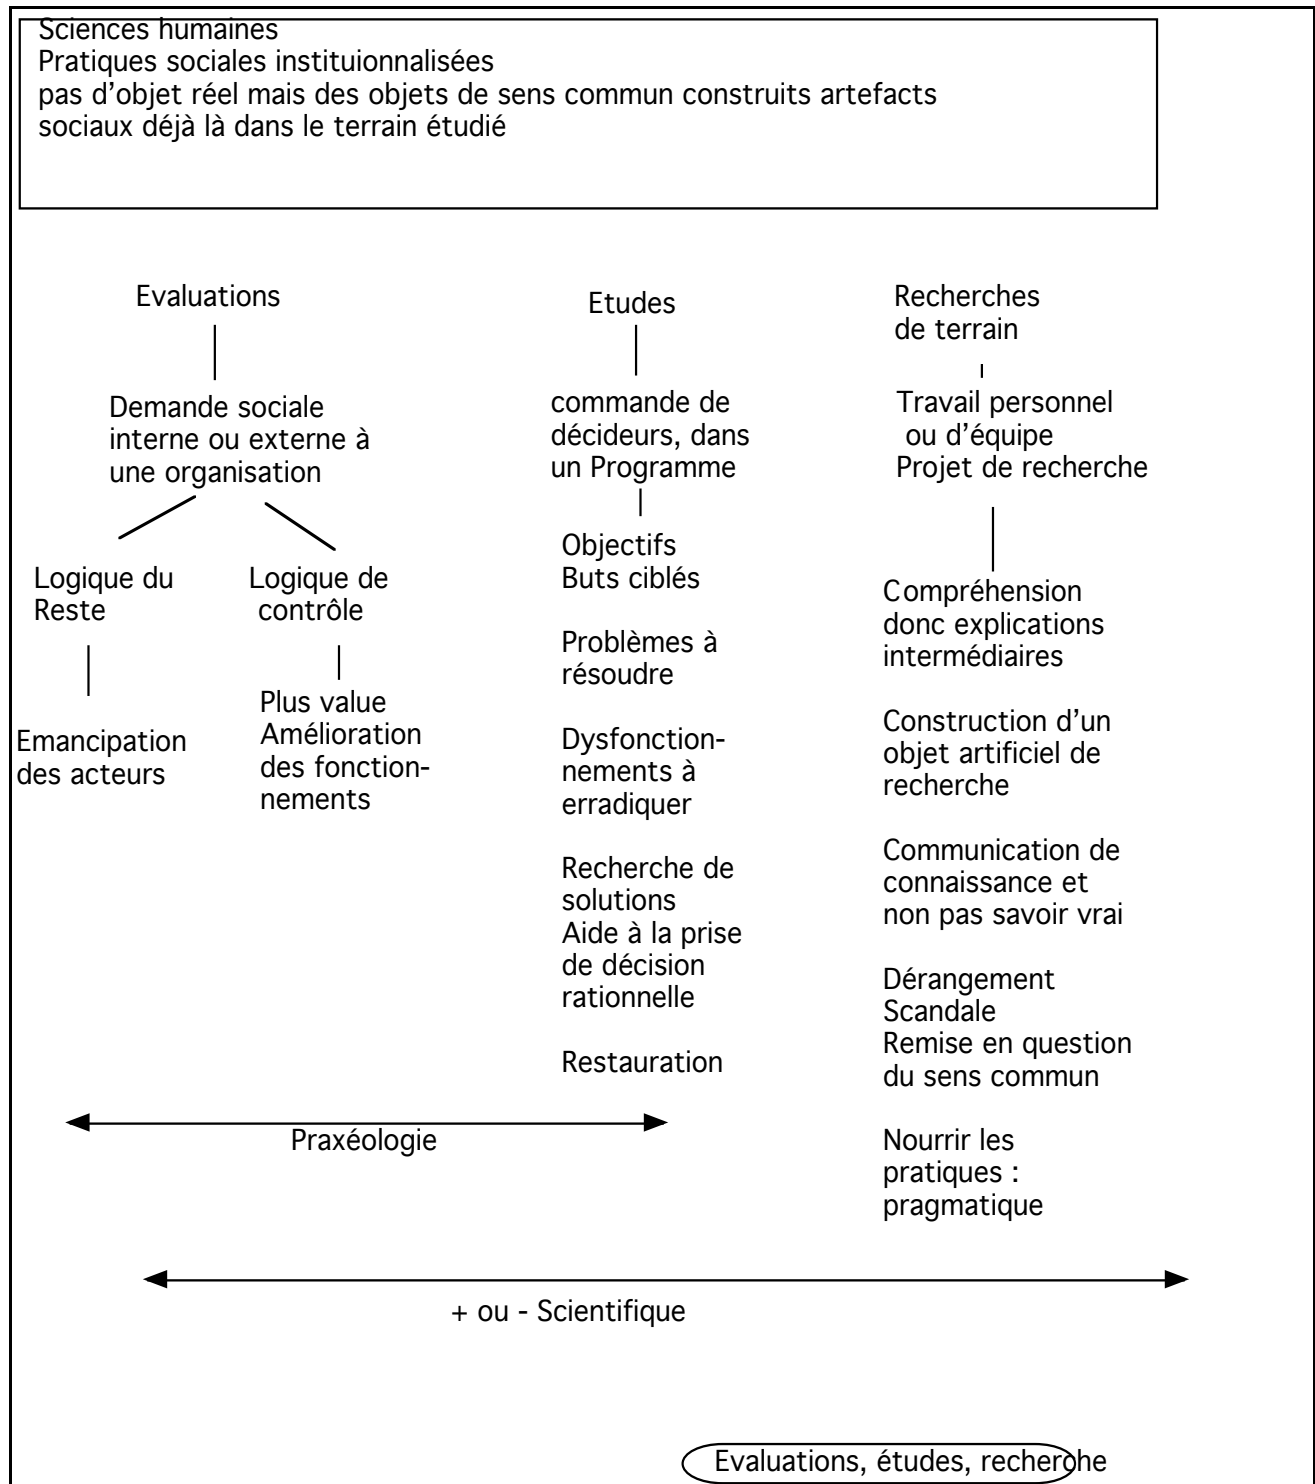 Sciences humaines
Pratiques sociales instituionnalisées
pas d'objet réel mais des objets de sens commun construits artefacts
sociaux déjà là dans le terrain étudié
Evaluations
Demande sociale
interne ou externe à
une organisation
Logique du
Reste
Emancipation
des acteurs
Logique de
contrôle
Plus value
Amélioration
des fonction-
nements
Etudes
commande de
décideurs, dans
un Programme
Objectifs
Buts ciblés
Problèmes à
résoudre
Dysfonction-
nements à
erradiquer
Recherche de
solutions
Aide à la prise
de décision
rationnelle
Restauration
Recherches
de terrain
Travail personnel
ou d'équipe
Projet de recherche
Compréhension
donc explications
intermédiaires
Construction d'un
objet artificiel de
recherche
Communication de
connaissance et
non pas savoir vrai
Dérangement
Scandale
Remise en question
du sens commun
Nourrir les
pratiques :
pragmatique
Praxéologie
+ ou - Scientifique
Evaluations, études, recherche